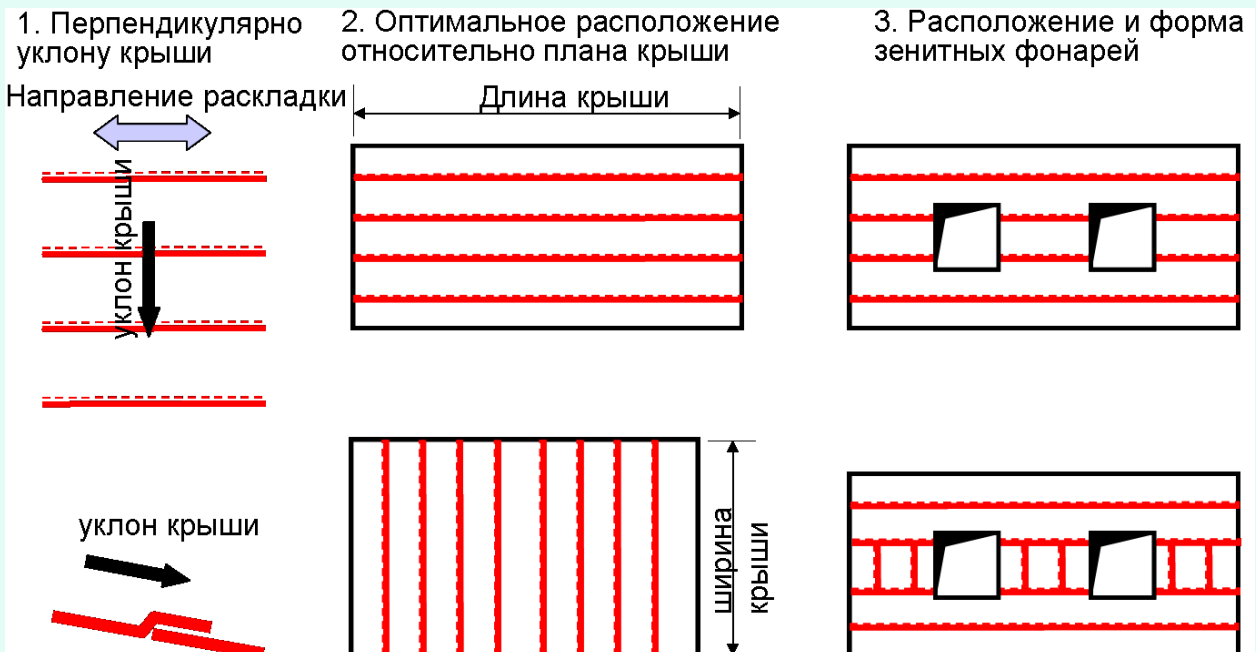 1. Перпендикулярно
уклону крыши
Направление раскладки
уклон крыши
уклон крыши
2. Оптимальное расположение
относительно плана крыши
Длина крыши
ширина
крыши
3. Расположение и форма
зенитных фонарей